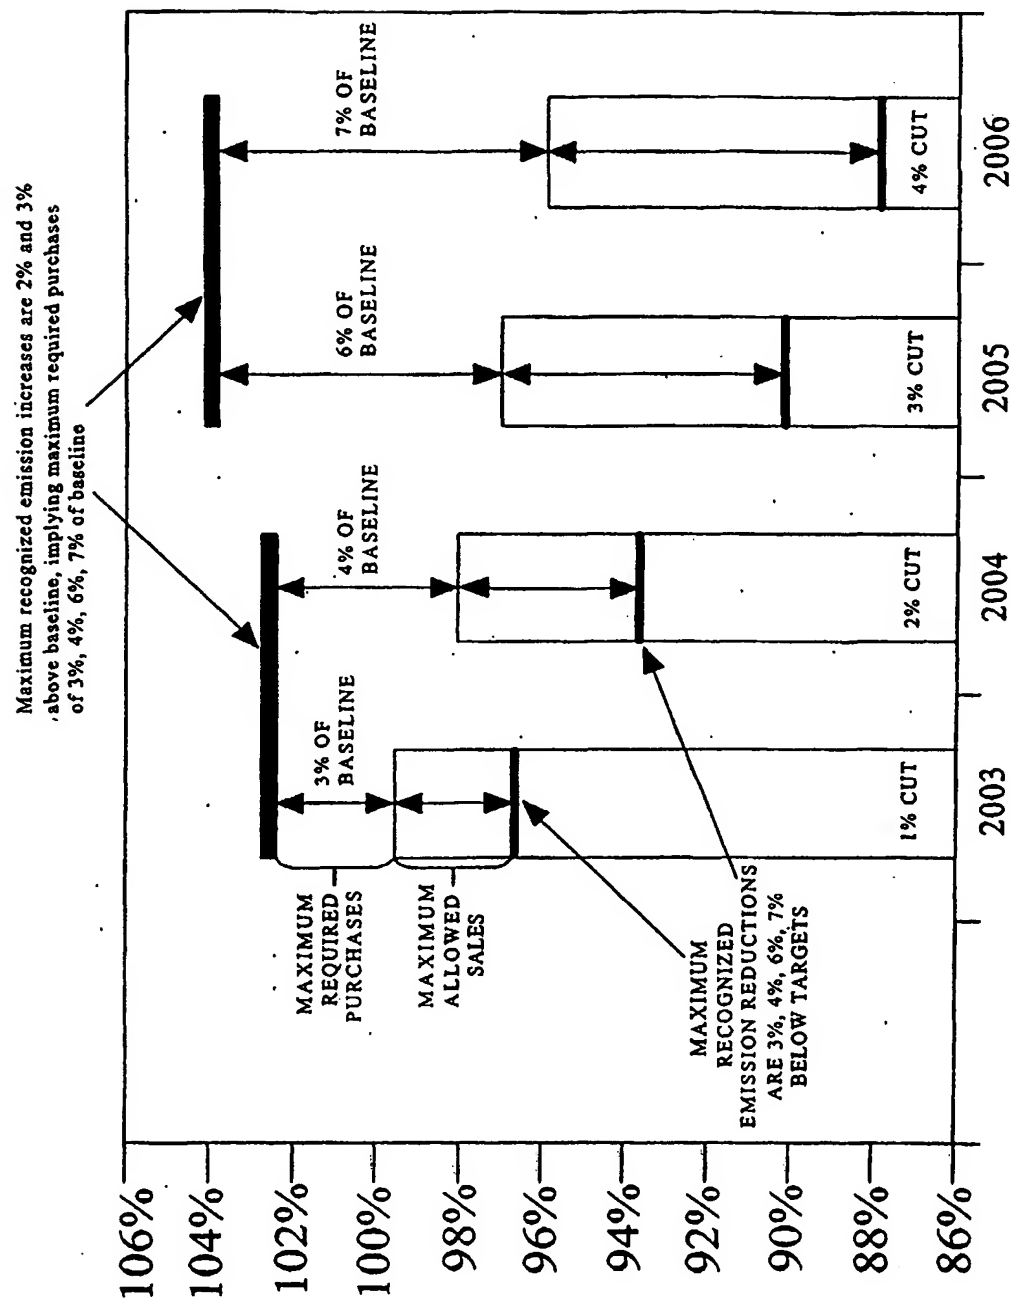 Maximum recognized emission increases are 2% and 3%
above baseline, implying maximum required purchases
of 3%, 4%, 6%, 7% of baseline
106%
104%
102%
100%
98%
96%
94%
92%
90%
88%
86%
MAXIMUM
REQUIRED
PURCHASES
MAXIMUM
ALLOWED
SALES
3% OF
BASELINE
4% OF
BASELINE
6% OF
BASELINE
7% OF
BASELINE
MAXIMUM
RECOGNIZED
EMISSION REDUCTIONS
ARE 3%, 4%, 6%, 7%
BELOW TARGETS
1% CUT
2% CUT
3% CUT
4% CUT
2003
2004
2005
2006